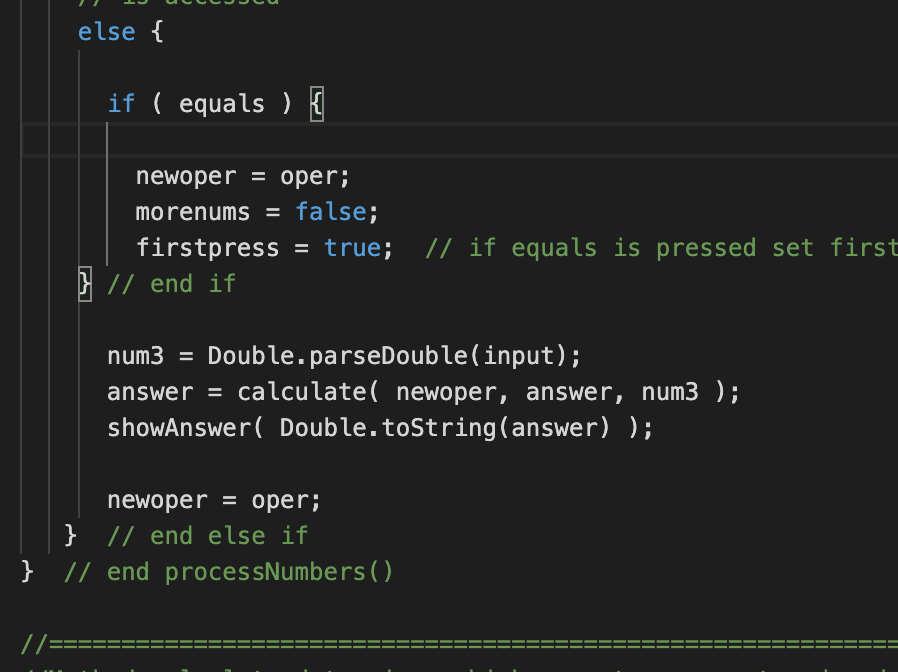 // is accessed
else {
if ( equals ) {
newoper = oper;
morenums = false;
firstpress = true;  // if equals is pressed set first
} // end if
num3 = Double.parseDouble(input);
answer = calculate( newoper, answer, num3 );
showAnswer( Double.toString(answer) );
newoper = oper;
}  // end else if
}  // end processNumbers()
//===========================================================